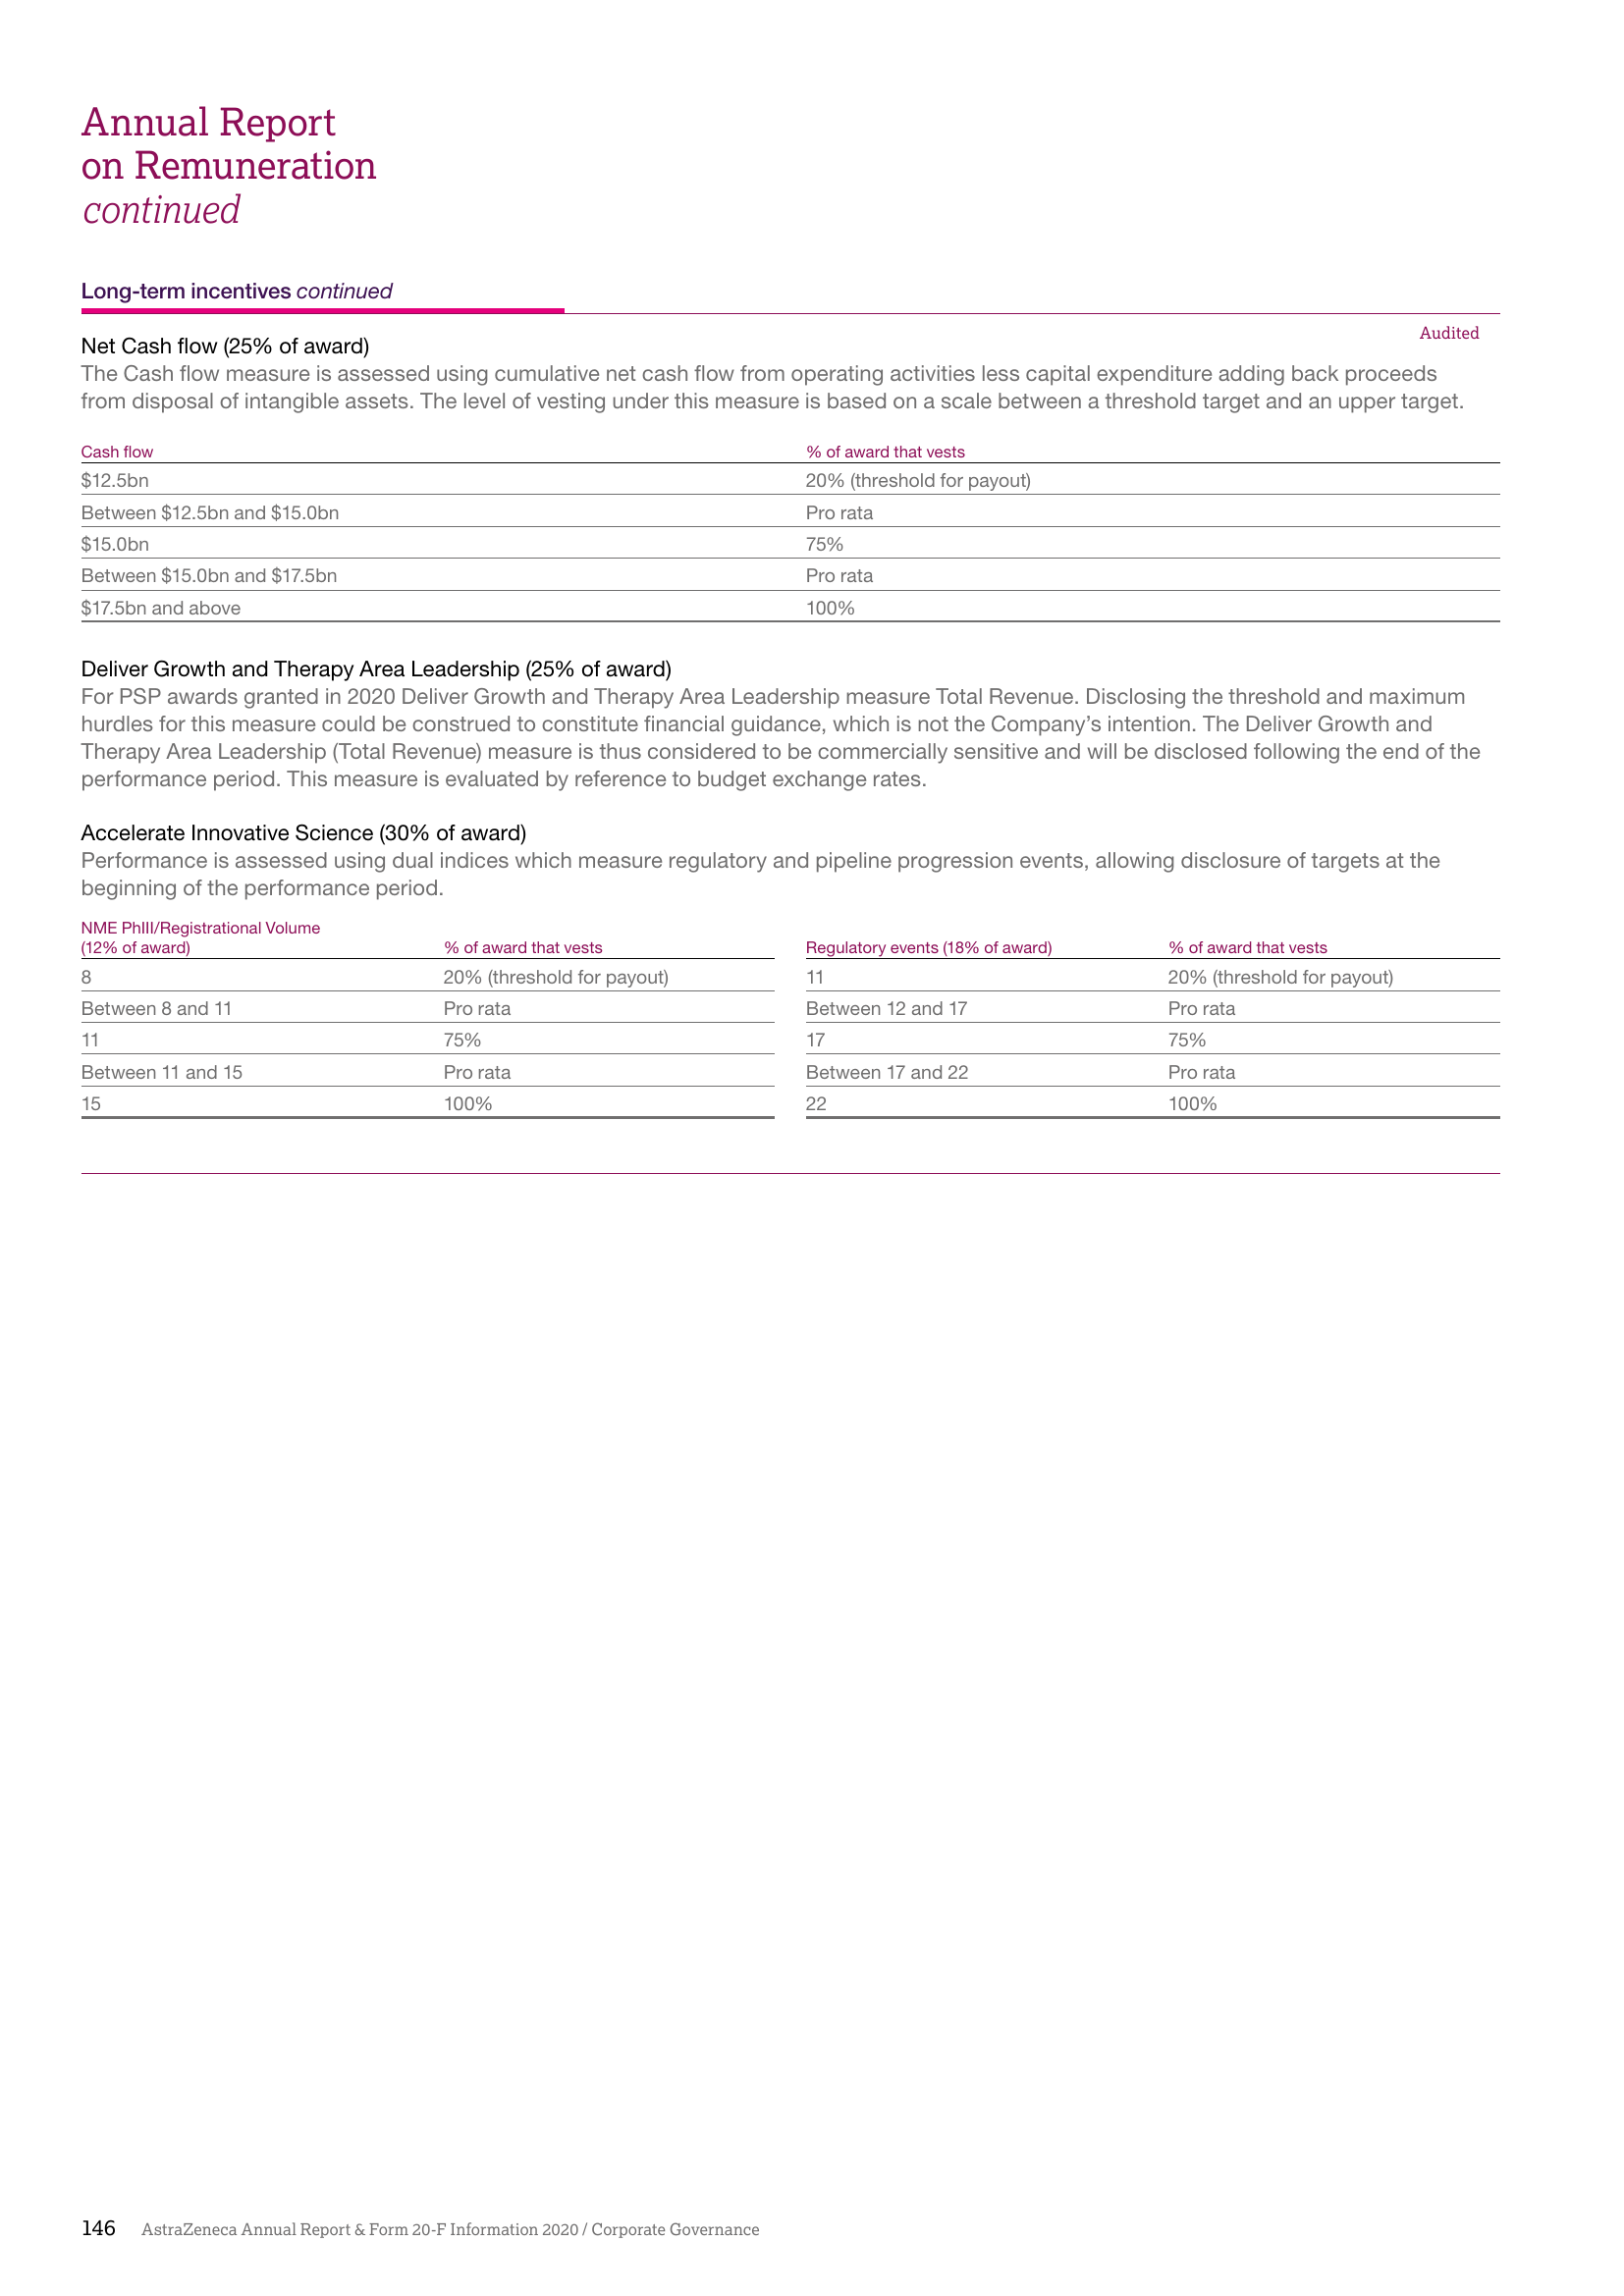 Annual Report
on Remuneration
continued
Long-term incentives continued
Audited
Net Cash flow (25% of award)
The Cash flow measure is assessed using cumulative net cash flow from operating activities less capital expenditure adding back proceeds
from disposal of intangible assets. The level of vesting under this measure is based on a scale between a threshold target and an upper target.
Cash flow % of award that vests
$12.5bn 20% (threshold for payout)
Between $12.5bn and $15.0bn Pro rata
$15.0bn 75%
Between $15.0bn and $17.5bn Pro rata
$17.5bn and above 100%
Deliver Growth and Therapy Area Leadership (25% of award)
For PSP awards granted in 2020 Deliver Growth and Therapy Area Leadership measure Total Revenue. Disclosing the threshold and maximum
hurdles for this measure could be construed to constitute financial guidance, which is not the Company's intention. The Deliver Growth and
Therapy Area Leadership (Total Revenue) measure is thus considered to be commercially sensitive and will be disclosed following the end of the
performance period. This measure is evaluated by reference to budget exchange rates.
Accelerate Innovative Science (30% of award)
Performance is assessed using dual indices which measure regulatory and pipeline progression events, allowing disclosure of targets at the
beginning of the performance period.
NME PhIII/Registrational Volume
(12% of award) % of award that vests
8 20% (threshold for payout)
Between 8 and 11 Pro rata
11 75%
Between 11 and 15 Pro rata
15 100%
Regulatory events (18% of award) % of award that vests
11 20% (threshold for payout)
Between 12 and 17 Pro rata
17 75%
Between 17 and 22 Pro rata
22 100%
146 AstraZeneca Annual Report & Form 20-F Information 2020 / Corporate Governance